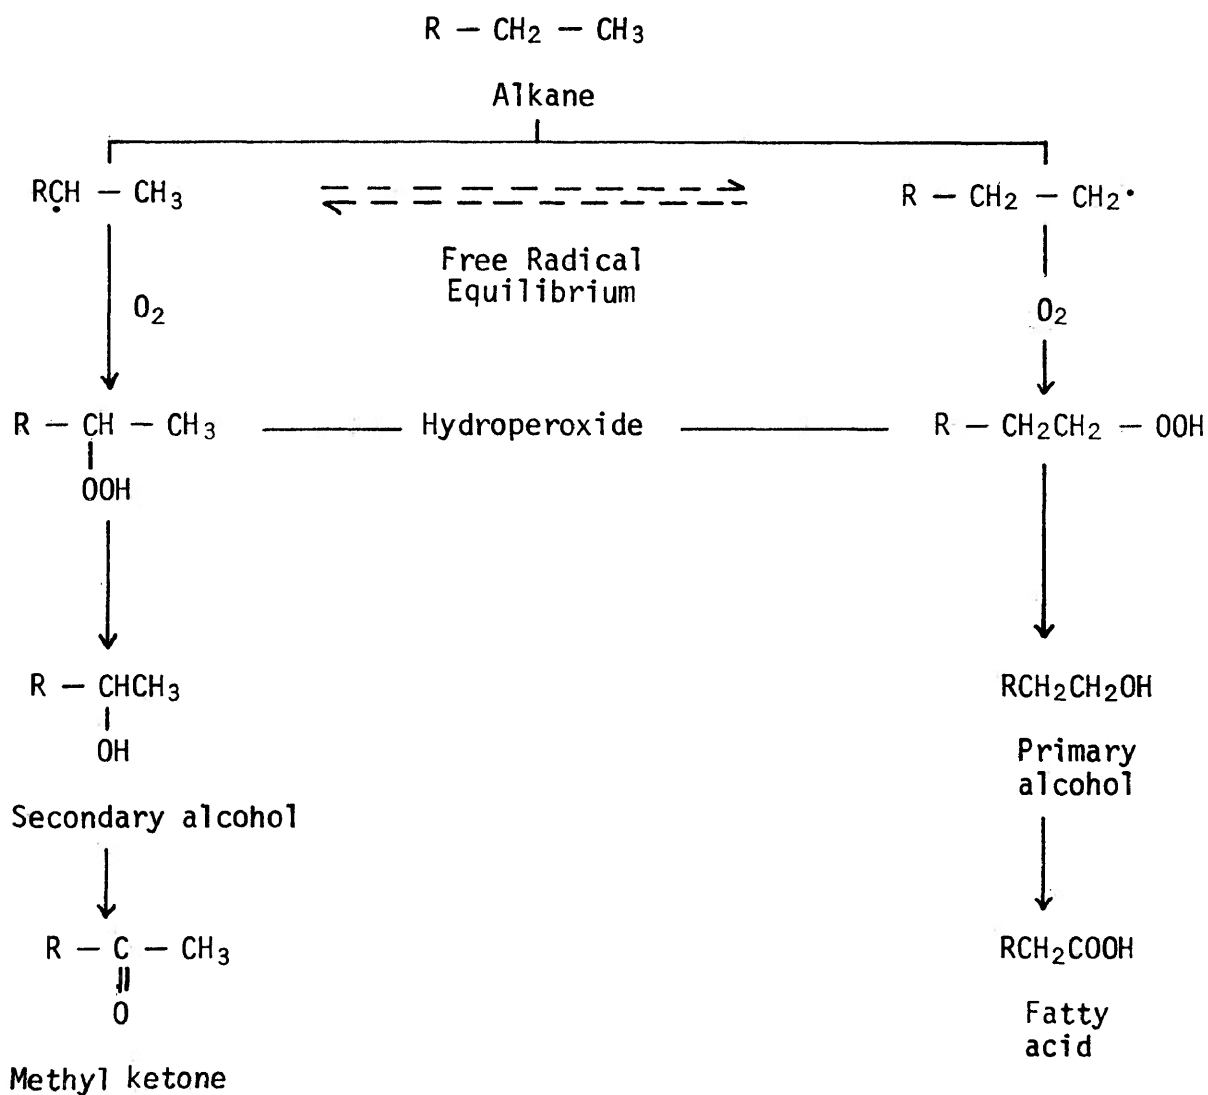 R — CH₂ — CH₃
Alkane
RĊH — CH₃
R — CH₂ — CH₂·
Free Radical
Equilibrium
O₂
O₂
R — CH — CH₃
OOH
Hydroperoxide
R — CH₂CH₂ — OOH
R — CHCH₃
OH
Secondary alcohol
RCH₂CH₂OH
Primary
alcohol
R — C — CH₃
O
Methyl ketone
RCH₂COOH
Fatty
acid